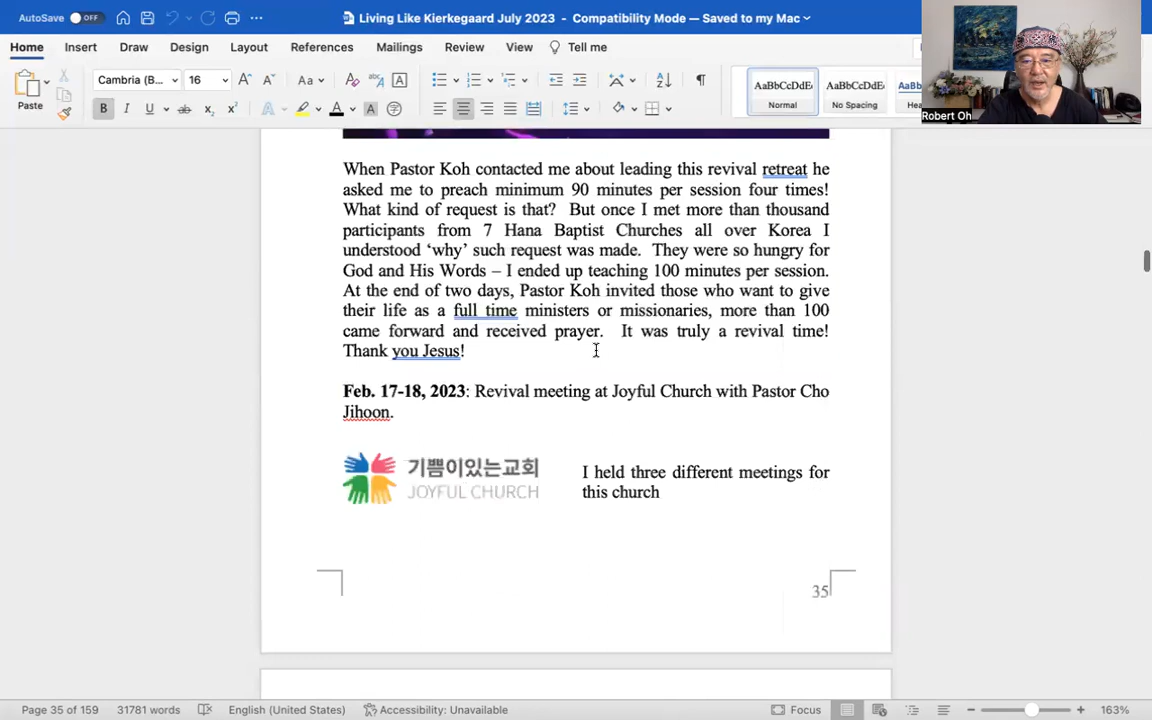 AutoSave OFF
Living Like Kierkegaard July 2023 - Compatibility Mode — Saved to my Mac
Home Insert Draw Design Layout References Mailings Review View Tell me
Paste
Cambria (B... 16
AaBbCcDdE
Normal
AaBbCcDdE
No Spacing
AaBb
Hea
Robert Oh
When Pastor Koh contacted me about leading this revival retreat he
asked me to preach minimum 90 minutes per session four times!
What kind of request is that? But once I met more than thousand
participants from 7 Hana Baptist Churches all over Korea I
understood ‘why’ such request was made. They were so hungry for
God and His Words – I ended up teaching 100 minutes per session.
At the end of two days, Pastor Koh invited those who want to give
their life as a full time ministers or missionaries, more than 100
came forward and received prayer. It was truly a revival time!
Thank you Jesus!
Feb. 17-18, 2023: Revival meeting at Joyful Church with Pastor Cho
Jihoon.
기쁨이있는교회
JOYFUL CHURCH
I held three different meetings for
this church
35
Page 35 of 159 31781 words English (United States) Accessibility: Unavailable Focus 163%